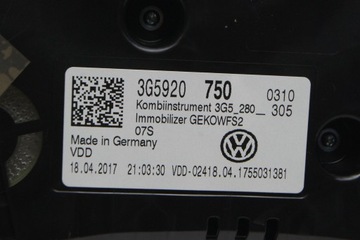 3G5920 750 0310
Kombiinstrument 3G5_280_ 305
Immobilizer GEKOWFS2
07S
Made in Germany
VDD
18.04.2017 21:03:30 VDD-02418.04.1755031381